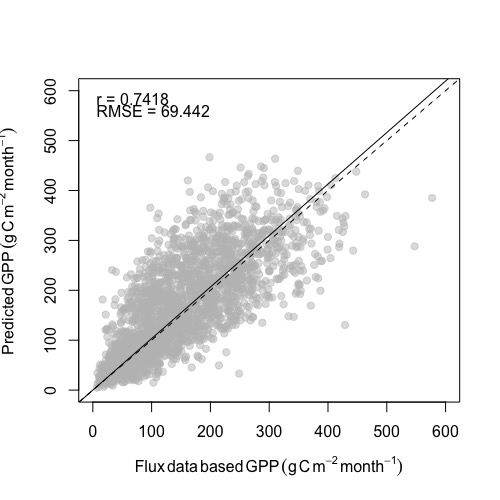 r = 0.7418
RMSE = 69.442
600
500
400
300
200
100
0
Predicted GPP (g C m⁻² month⁻¹)
0 100 200 300 400 500 600
Flux data based GPP (g C m⁻² month⁻¹)